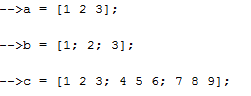 -->a = [1 2 3];
-->b = [1; 2; 3];
-->c = [1 2 3; 4 5 6; 7 8 9];